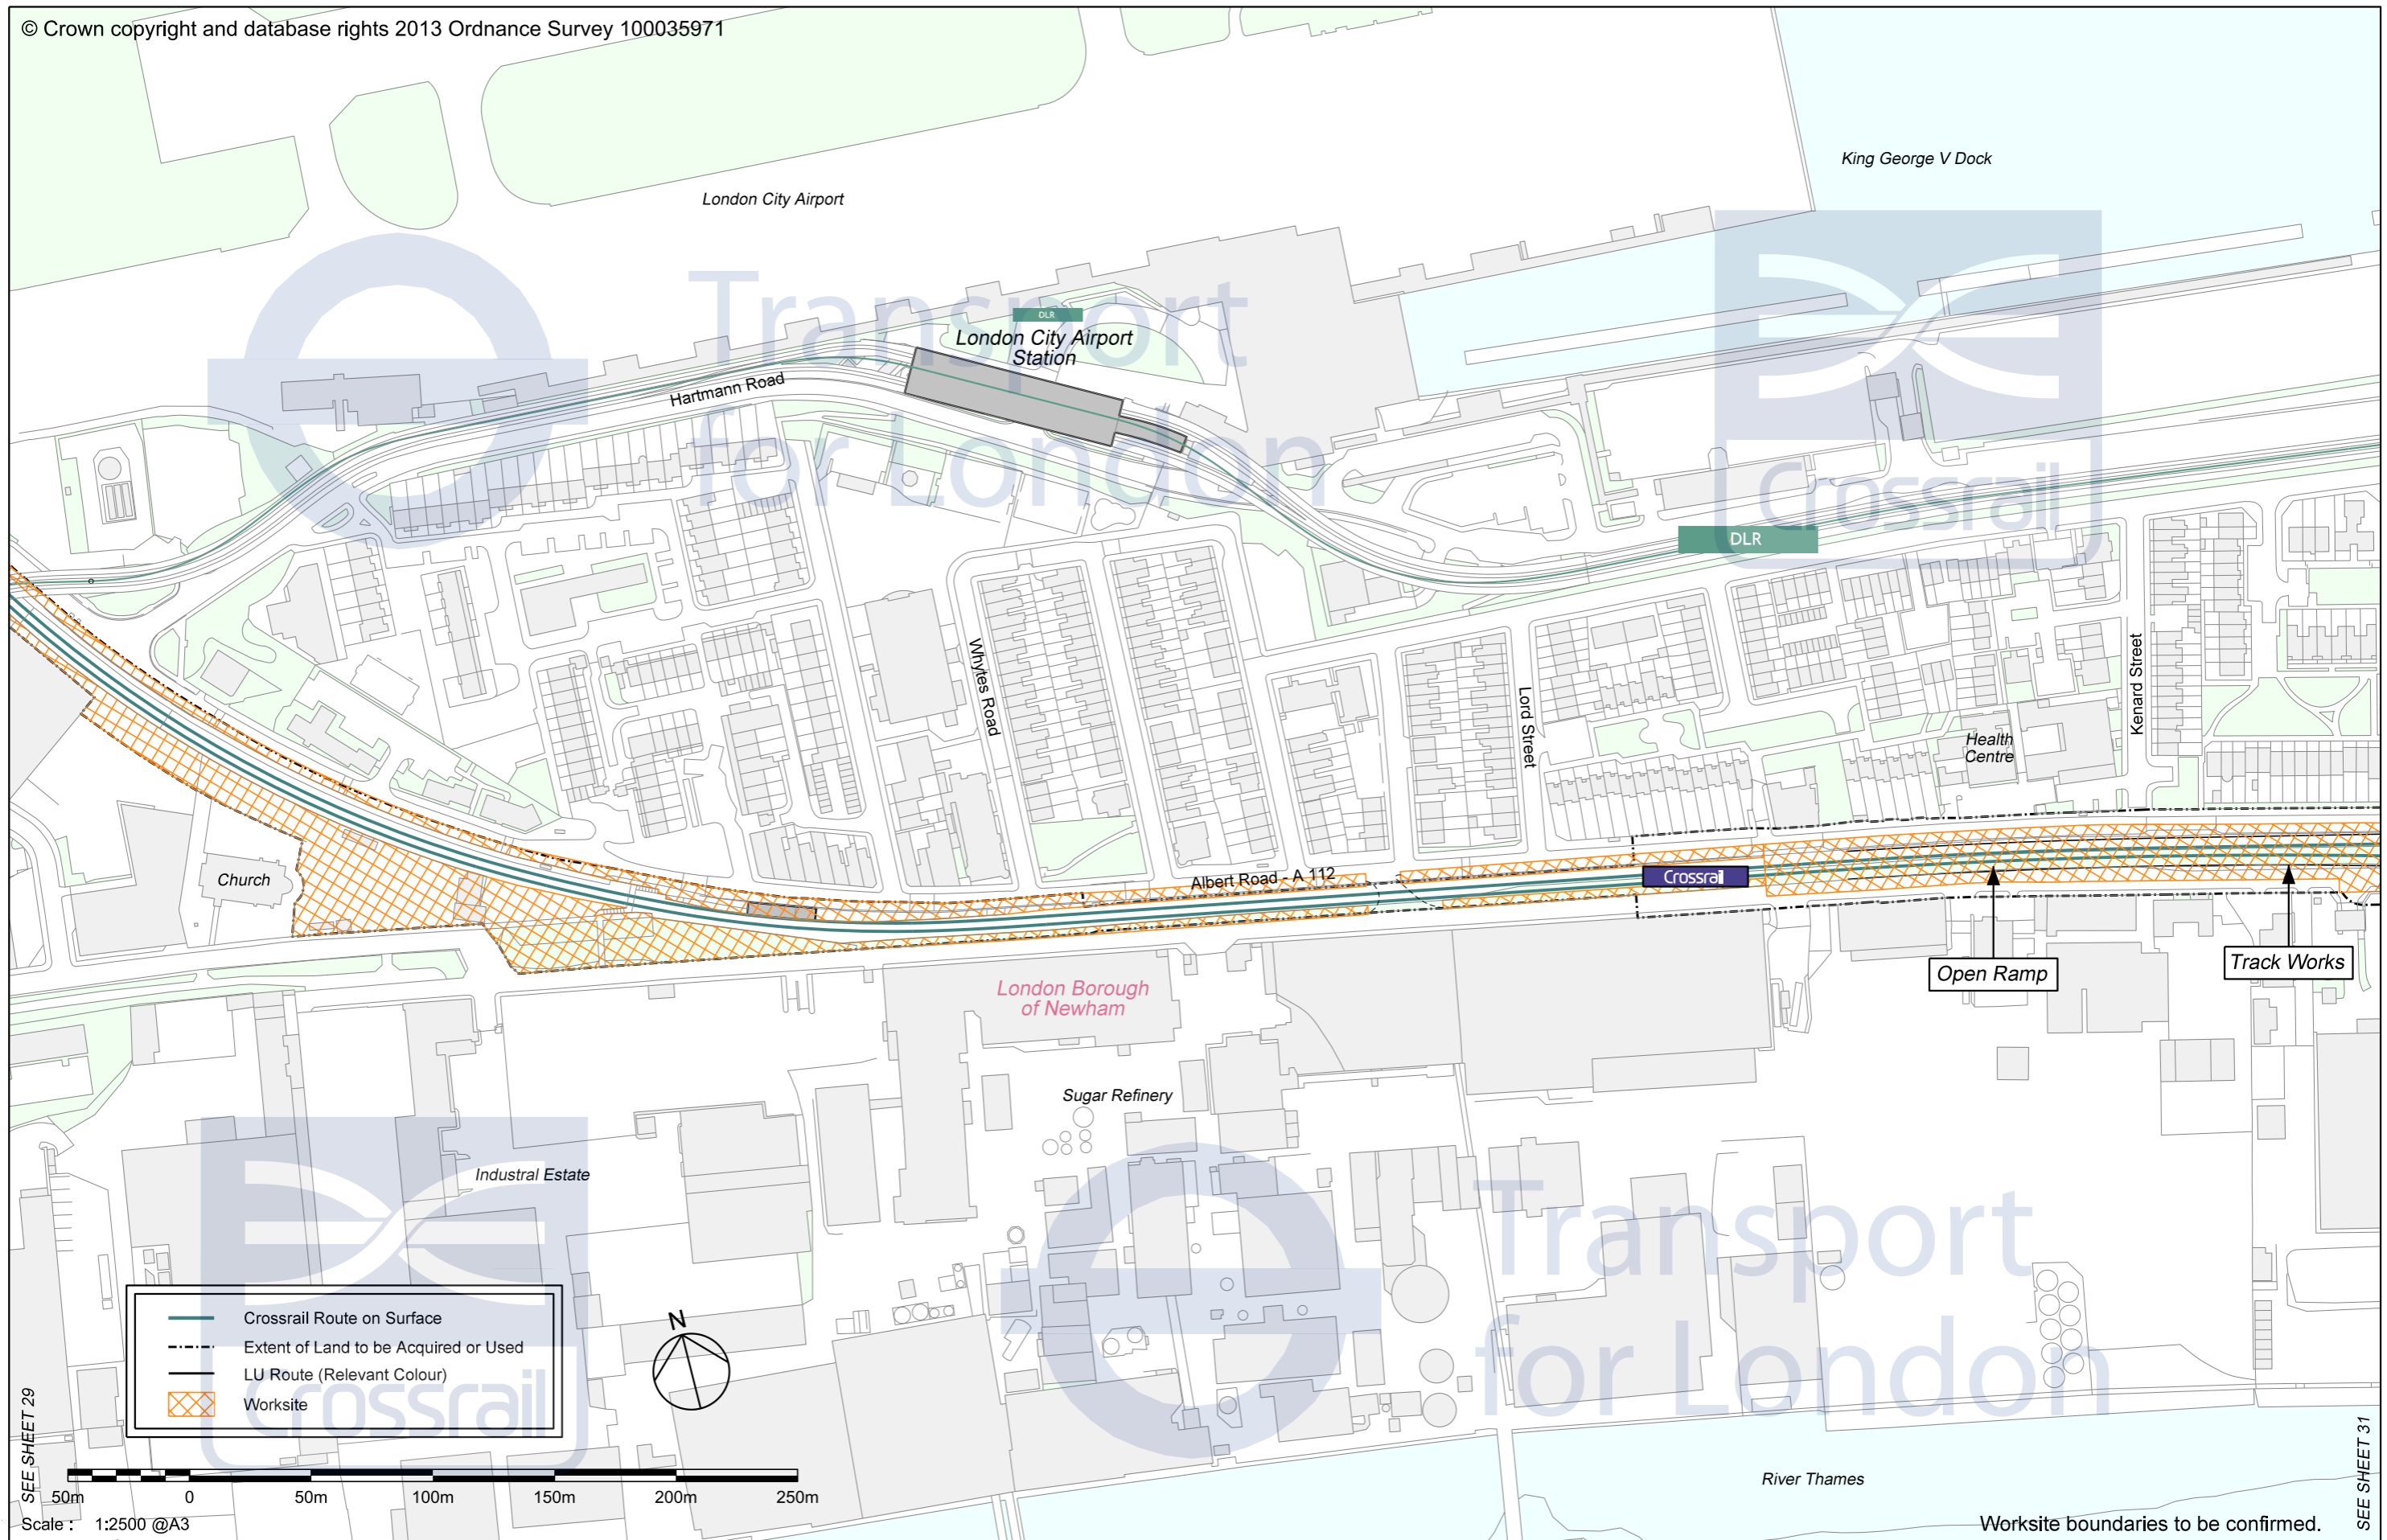 © Crown copyright and database rights 2013 Ordnance Survey 100035971
King George V Dock
London City Airport
Transport
for London
Crossrail
DLR
London City Airport
Station
Hartmann Road
DLR
Whytes Road
Lord Street
Kenard Street
Health
Centre
Church
Albert Road - A 112
Crossrail
Open Ramp
Track Works
London Borough
of Newham
Sugar Refinery
Industral Estate
Transport
for London
Crossrail
Crossrail Route on Surface
Extent of Land to be Acquired or Used
LU Route (Relevant Colour)
Worksite
N
SEE SHEET 29
SEE SHEET 31
50m 0 50m 100m 150m 200m 250m
River Thames
Scale : 1:2500 @A3
Worksite boundaries to be confirmed.